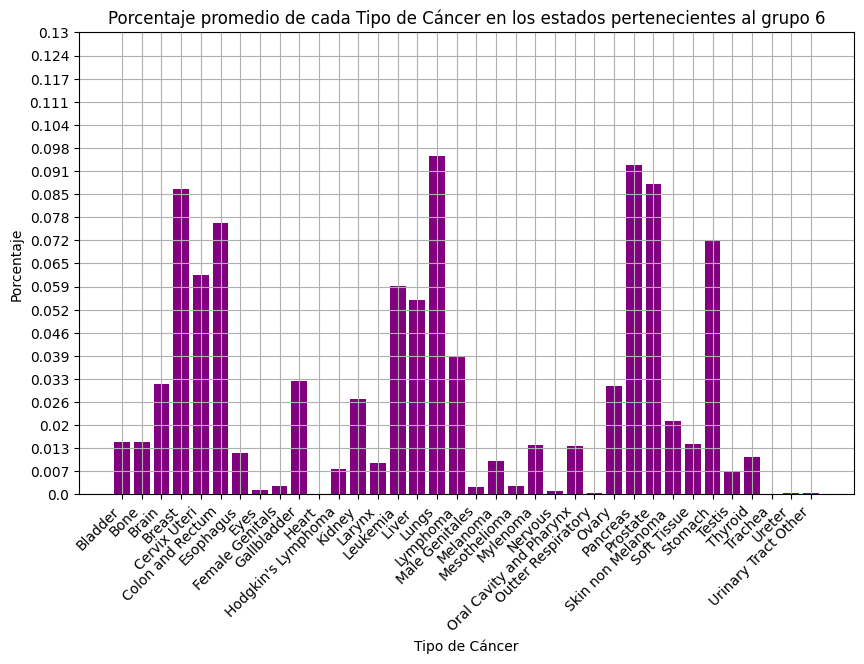 Porcentaje promedio de cada Tipo de Cáncer en los estados pertenecientes al grupo 6
0.13
0.124
0.117
0.111
0.104
0.098
0.091
0.085
0.078
0.072
0.065
0.059
0.052
0.046
0.039
0.033
0.026
0.02
0.013
0.007
0.0
Porcentaje
Bladder
Bone
Brain
Breast
Cervix Uteri
Colon and Rectum
Esophagus
Eyes
Female Genitals
Gallbladder
Heart
Hodgkin's Lymphoma
Kidney
Larynx
Leukemia
Liver
Lungs
Lymphoma
Male Genitales
Melanoma
Mesothelioma
Mylenoma
Nervous
Oral Cavity and Pharynx
Outter Respiratory
Ovary
Pancreas
Prostate
Skin non Melanoma
Soft Tissue
Stomach
Testis
Thyroid
Trachea
Ureter
Urinary Tract Other
Tipo de Cáncer